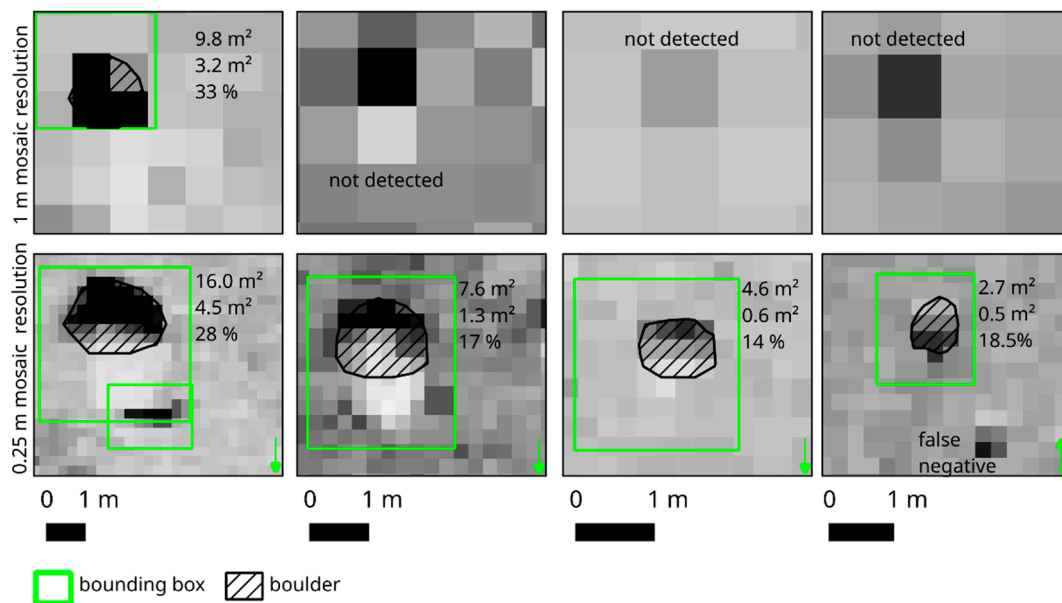 1 m mosaic resolution
9.8 m²
3.2 m²
33 %
not detected
not detected
not detected
0.25 m mosaic  resolution
16.0 m²
4.5 m²
28 %
7.6 m²
1.3 m²
17 %
4.6 m²
0.6 m²
14 %
2.7 m²
0.5 m²
18.5%
false
negative
0 1 m
0 1 m
0 1 m
0 1 m
bounding box
boulder